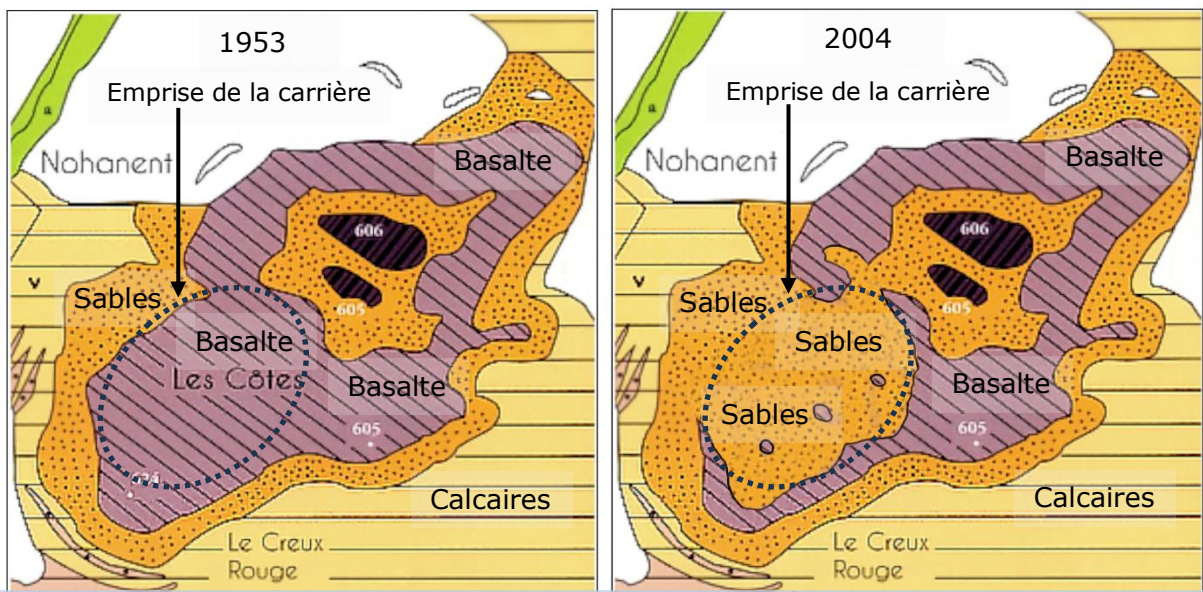 1953
Emprise de la carrière
a
Nohanent
Basalte
606
v
Sables
605
Basalte
Les Côtes
Basalte
605
Calcaires
Le Creux
Rouge
2004
Emprise de la carrière
a
Nohanent
Basalte
606
v
Sables
605
Sables
Basalte
Sables
605
Calcaires
Le Creux
Rouge